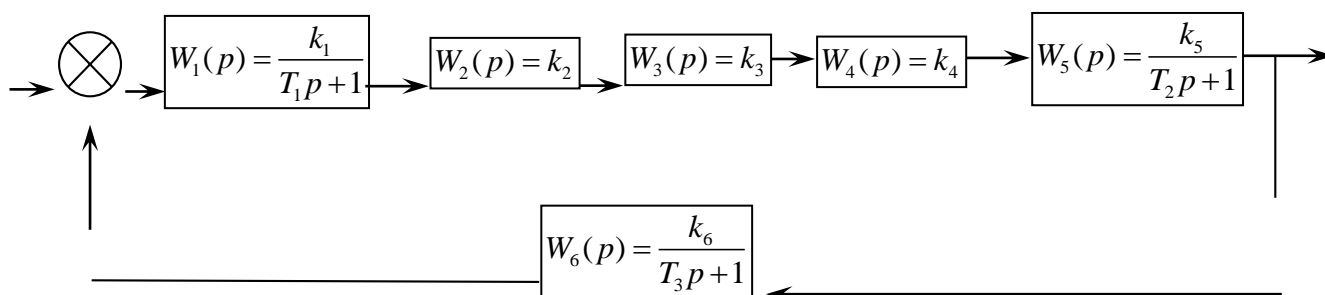 W₁(p) = k₁ / (T₁p + 1)
W₂(p) = k₂
W₃(p) = k₃
W₄(p) = k₄
W₅(p) = k₅ / (T₂p + 1)
W₆(p) = k₆ / (T₃p + 1)